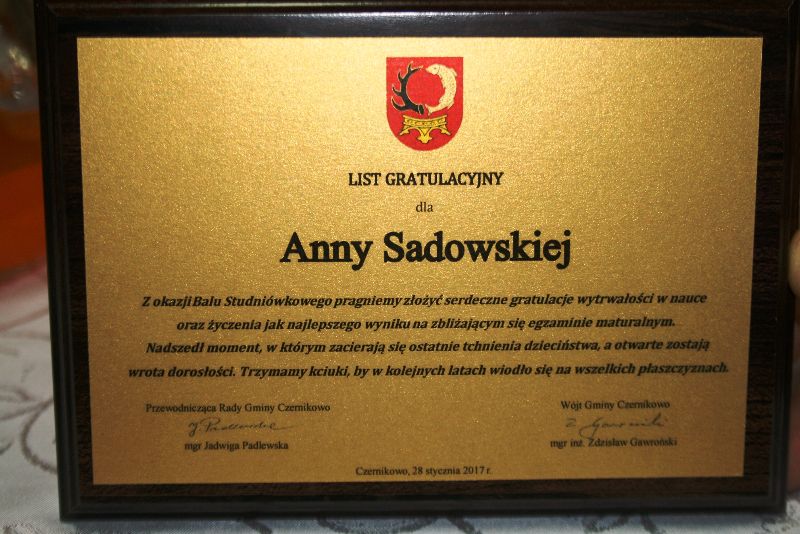 LIST GRATULACYJNY
dla
Anny Sadowskiej
Z okazji Balu Studniówkowego pragniemy złożyć serdeczne gratulacje wytrwałości w nauce
oraz życzenia jak najlepszego wyniku na zbliżającym się egzaminie maturalnym.
Nadszedł moment, w którym zacierają się ostatnie tchnienia dzieciństwa, a otwarte zostają
wrota dorosłości. Trzymamy kciuki, by w kolejnych latach wiodło się na wszelkich płaszczyznach.
Przewodnicząca Rady Gminy Czernikowo
J. Padlewska
mgr Jadwiga Padlewska
Wójt Gminy Czernikowo
Z. Gawroński
mgr inż. Zdzisław Gawroński
Czernikowo, 28 stycznia 2017 r.